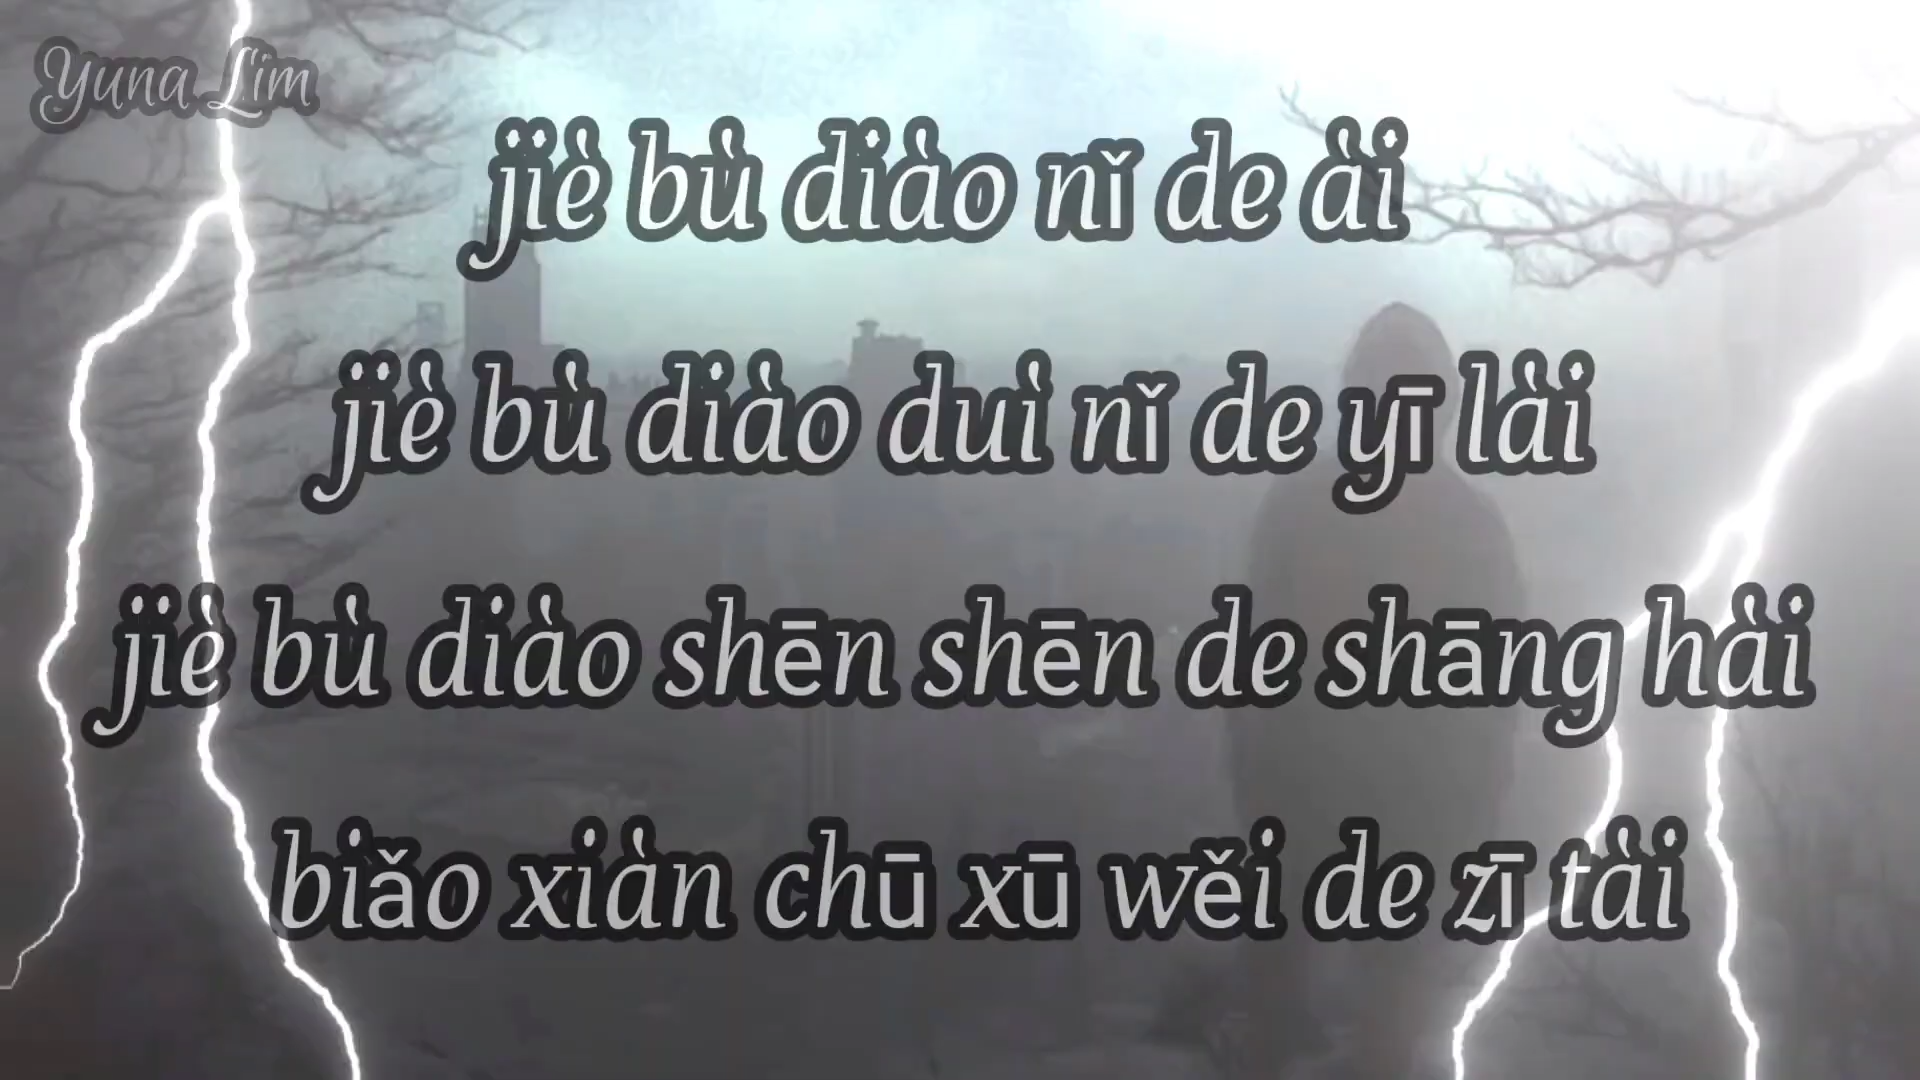 Yuna Lim
jiè bù diào nǐ de ài
jiè bù diào duì nǐ de yī lài
jiè bù diào shēn shēn de shāng hài
biǎo xiàn chū xū wěi de zī tài